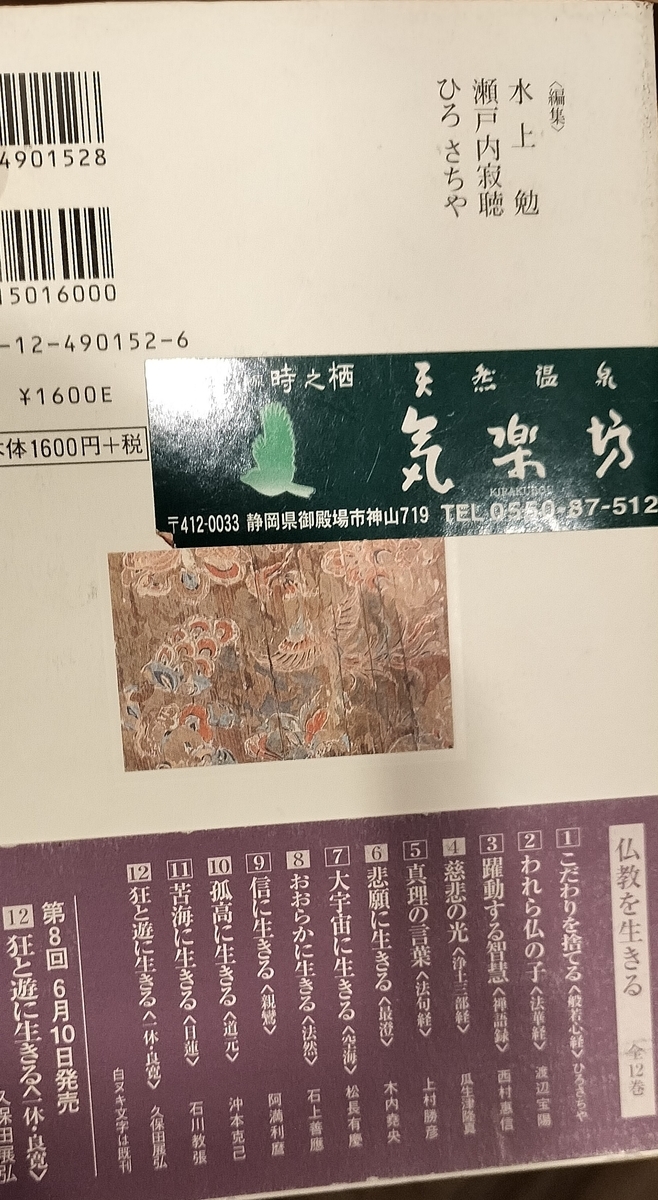 〈編集〉
水上 勉
瀬戸内寂聴
ひろ さちや
4901528
15016000
-12-490152-6
¥1600E
本体1600円+税
時之栖
天然温泉
気楽坊
KIRAKUBOU
〒412-0033 静岡県御殿場市神山719 TEL.0550-87-512
仏教を生きる 全12巻
1 こだわりを捨てる〈般若心経〉 ひろさちや
2 われら仏の子〈法華経〉 渡辺宝陽
3 躍動する智慧〈禅語録〉 西村惠信
4 慈悲の光〈浄土三部経〉 瓜生津隆真
5 真理の言葉〈法句経〉 上村勝彦
6 悲願に生きる〈最澄〉 木内堯央
7 大宇宙に生きる〈空海〉 松長有慶
8 おおらかに生きる〈法然〉 石上善應
9 信に生きる〈親鸞〉 阿満利麿
10 孤高に生きる〈道元〉 沖本克己
11 苦海に生きる〈日蓮〉 石川教張
12 狂と遊に生きる〈一休・良寛〉 久保田展弘
白ヌキ文字は既刊
第8回 6月10日発売
12 狂と遊に生きる〈一休・良寛〉
久保田展弘